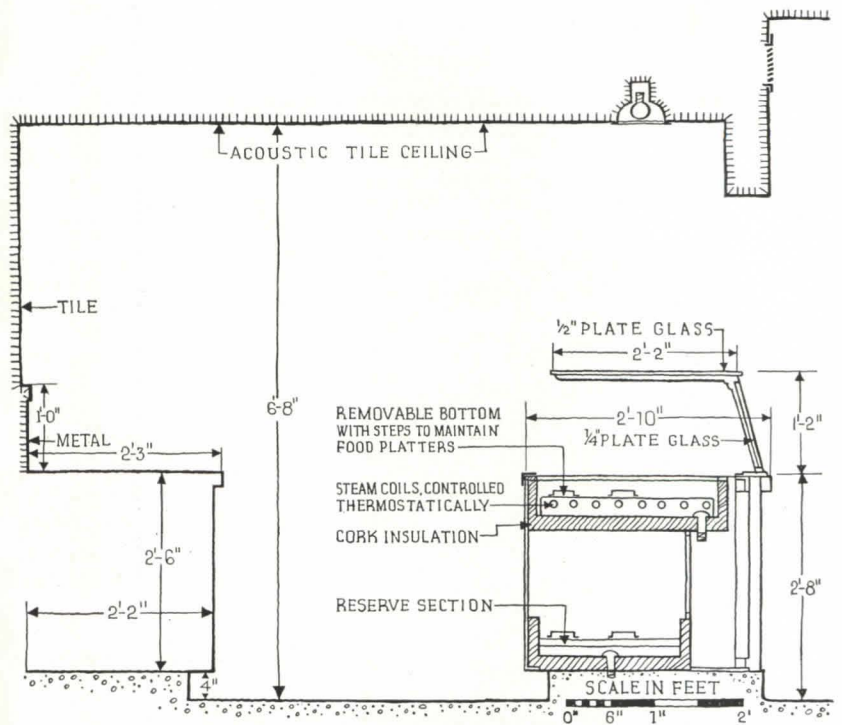 ACOUSTIC TILE CEILING
TILE
½" PLATE GLASS
2'-2"
1'-0"
6'-8"
REMOVABLE BOTTOM
WITH STEPS TO MAINTAIN
FOOD PLATTERS
2'-10"
1'-2"
METAL
2'-3"
¼" PLATE GLASS
STEAM COILS, CONTROLLED
THERMOSTATICALLY
CORK INSULATION
2'-6"
2'-8"
2'-2"
RESERVE SECTION
4"
SCALE IN FEET
0" 6" 1' 2'